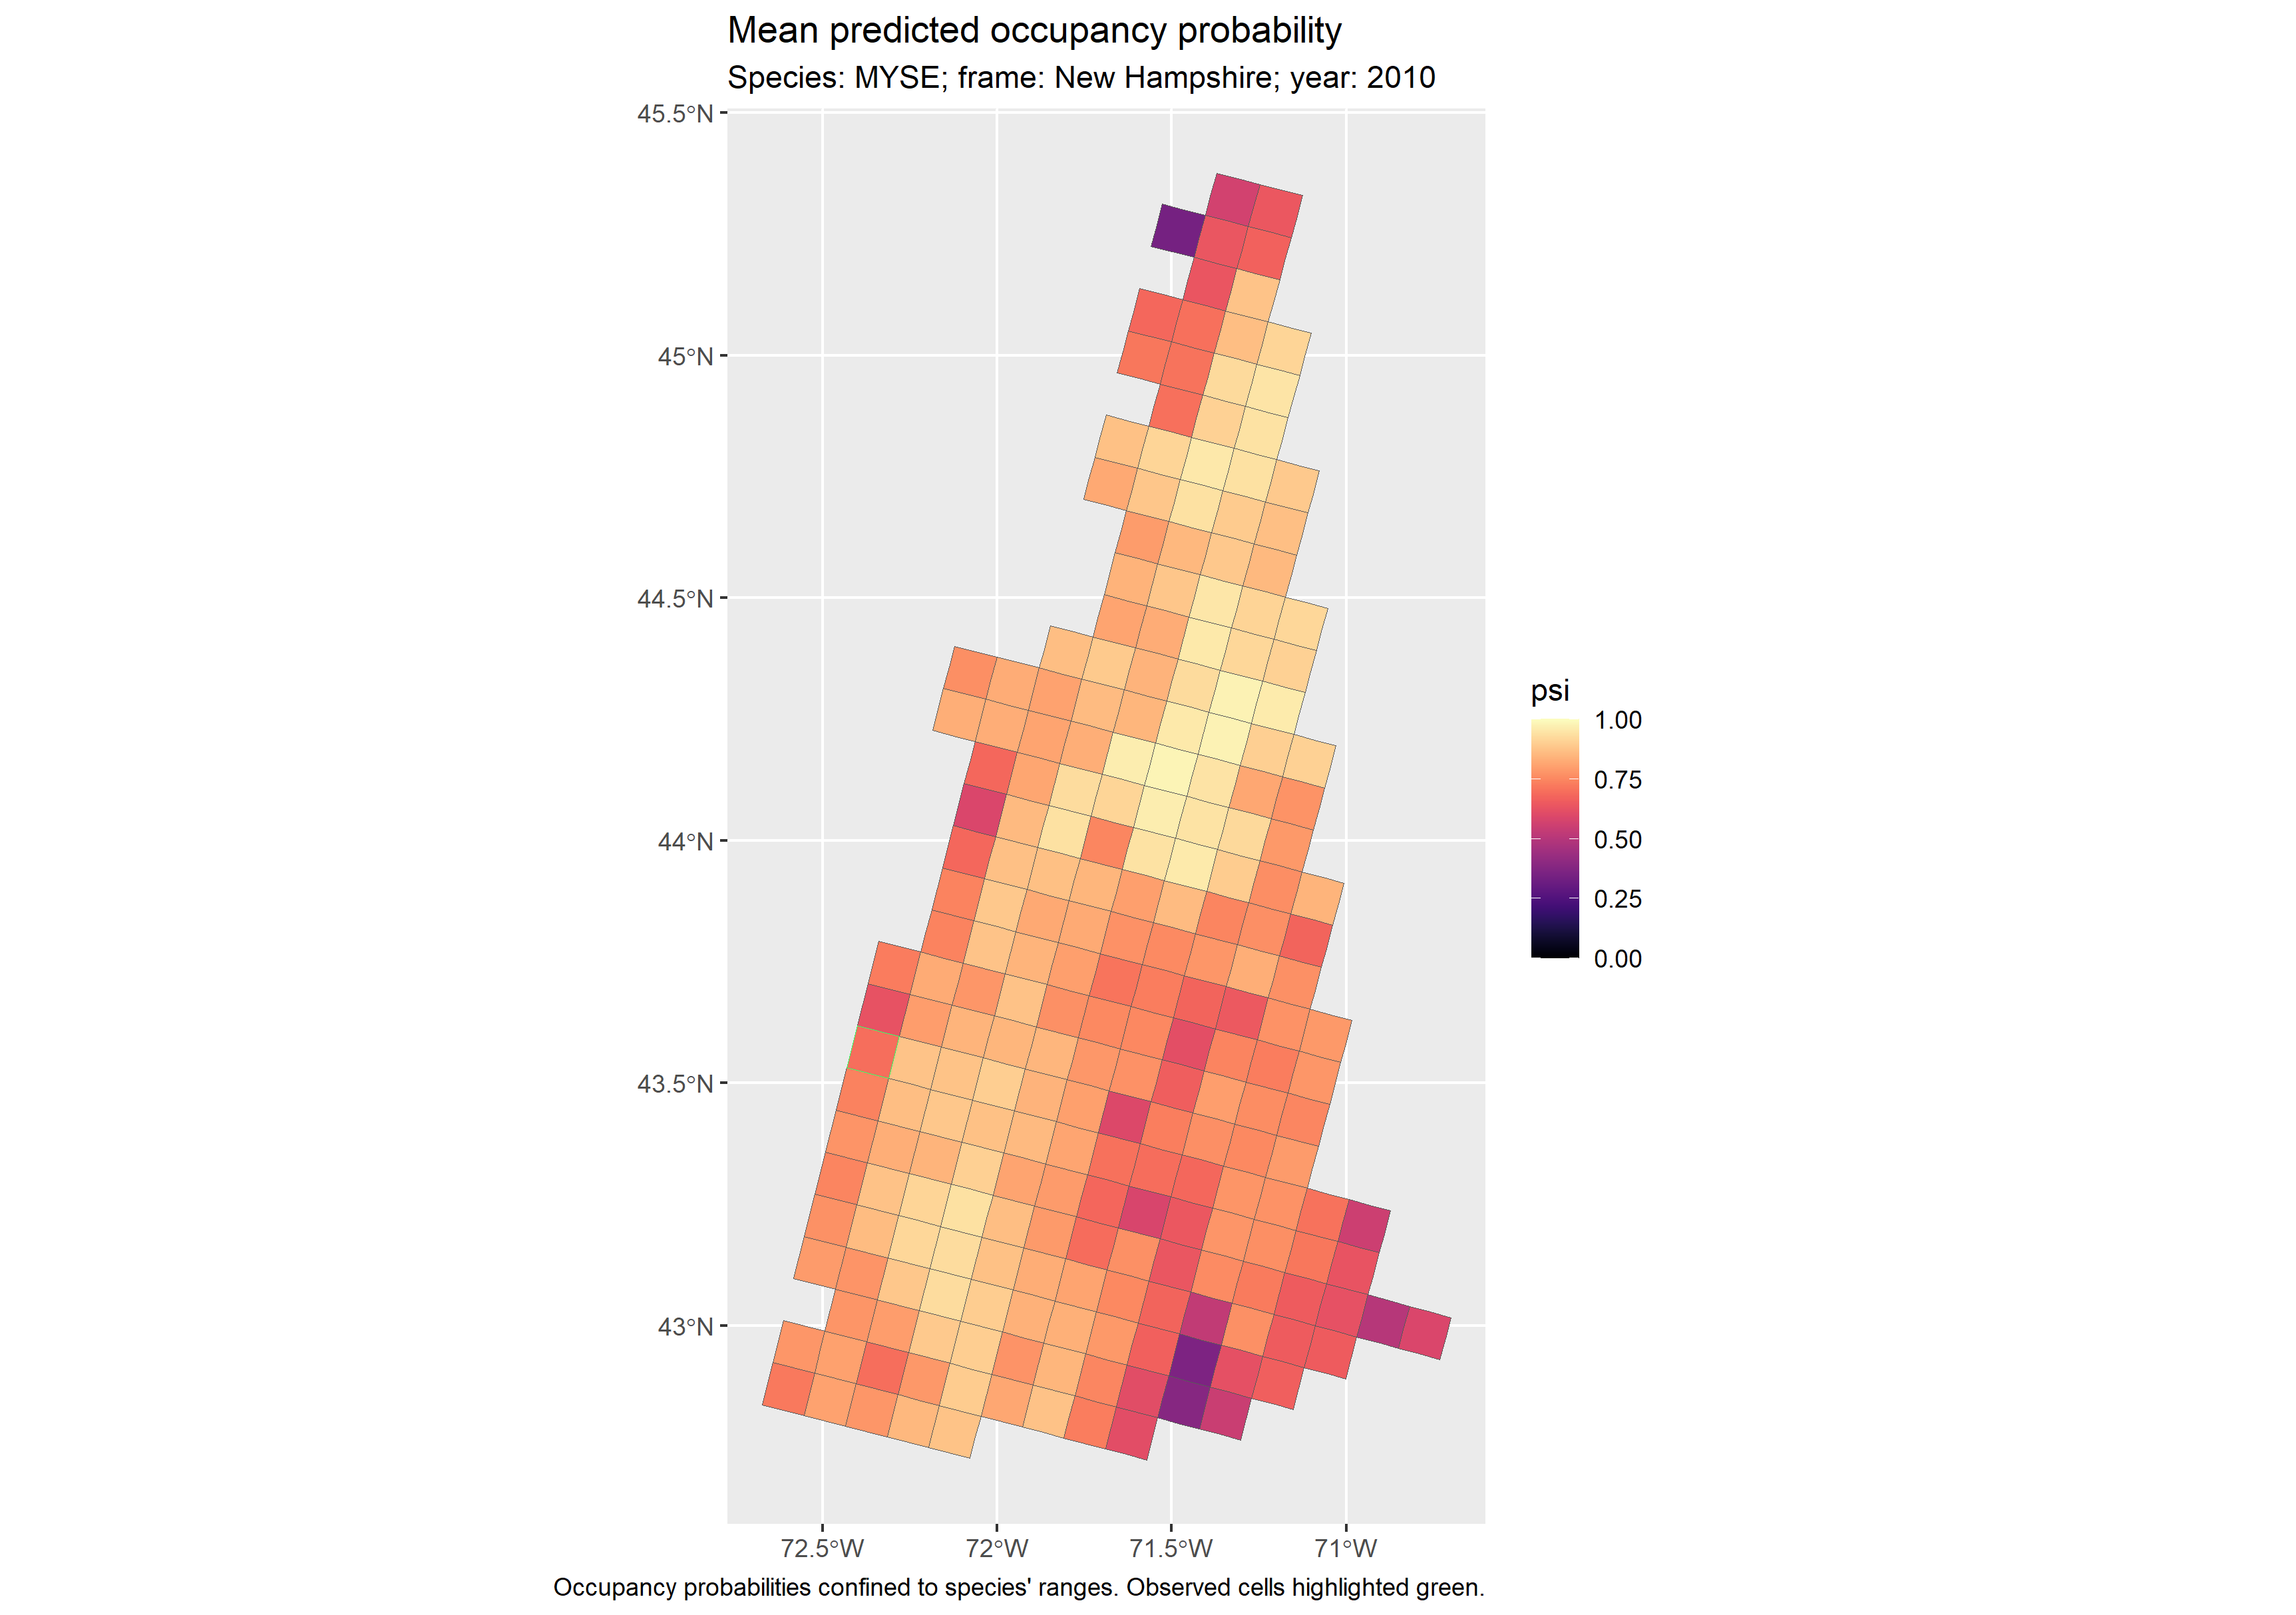 Mean predicted occupancy probability
Species: MYSE; frame: New Hampshire; year: 2010
45.5°N
45°N
44.5°N
44°N
43.5°N
43°N
72.5°W
72°W
71.5°W
71°W
psi
1.00
0.75
0.50
0.25
0.00
Occupancy probabilities confined to species' ranges. Observed cells highlighted green.